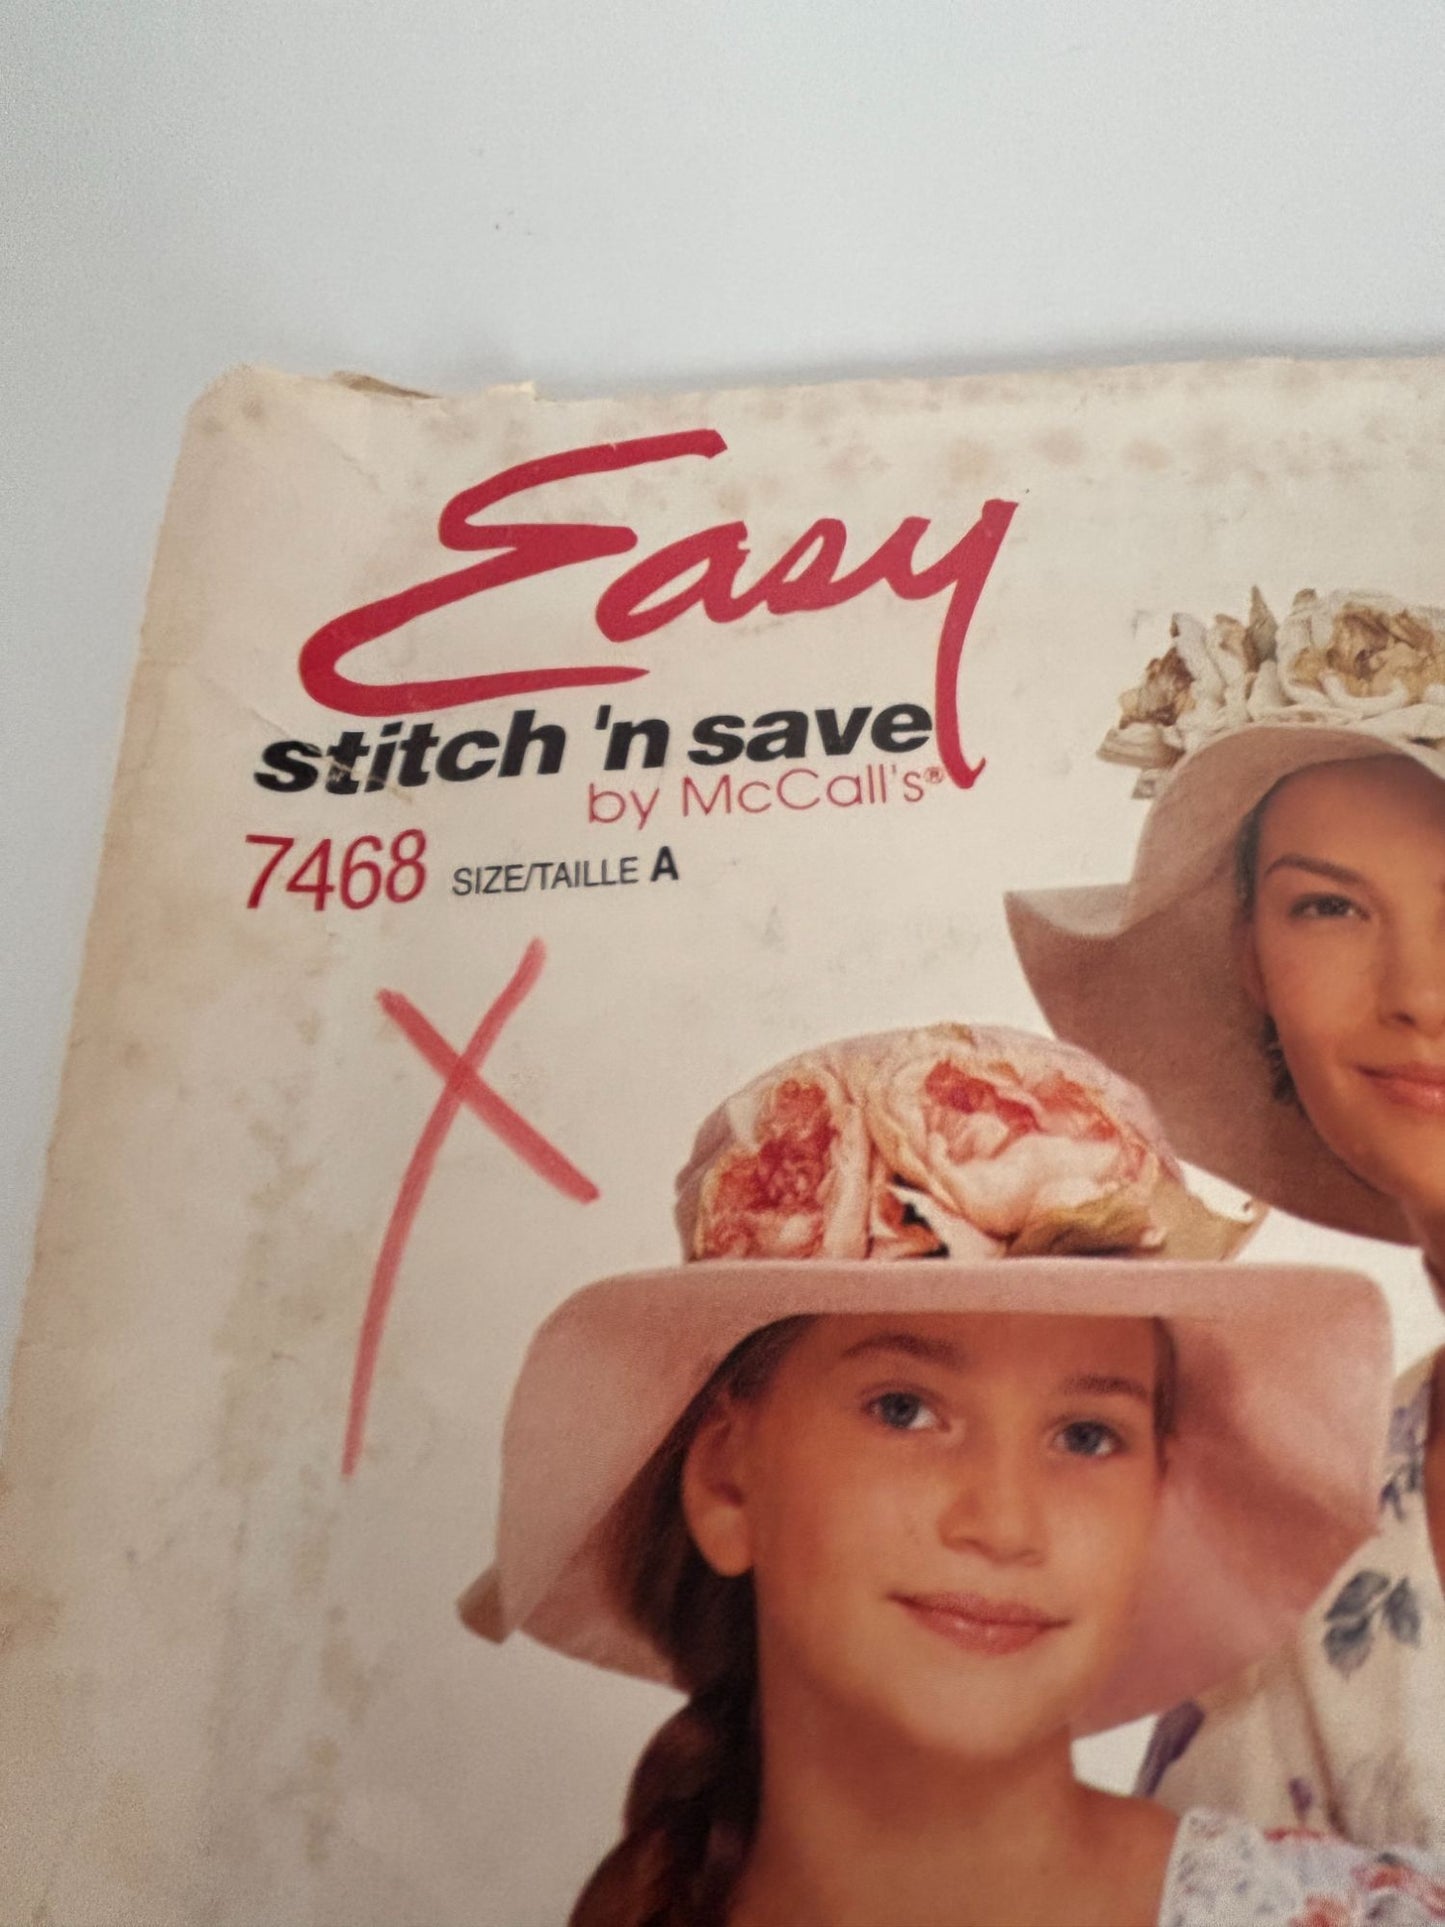 Easy
stitch 'n save
by McCall's®
7468 SIZE/TAILLE A
X